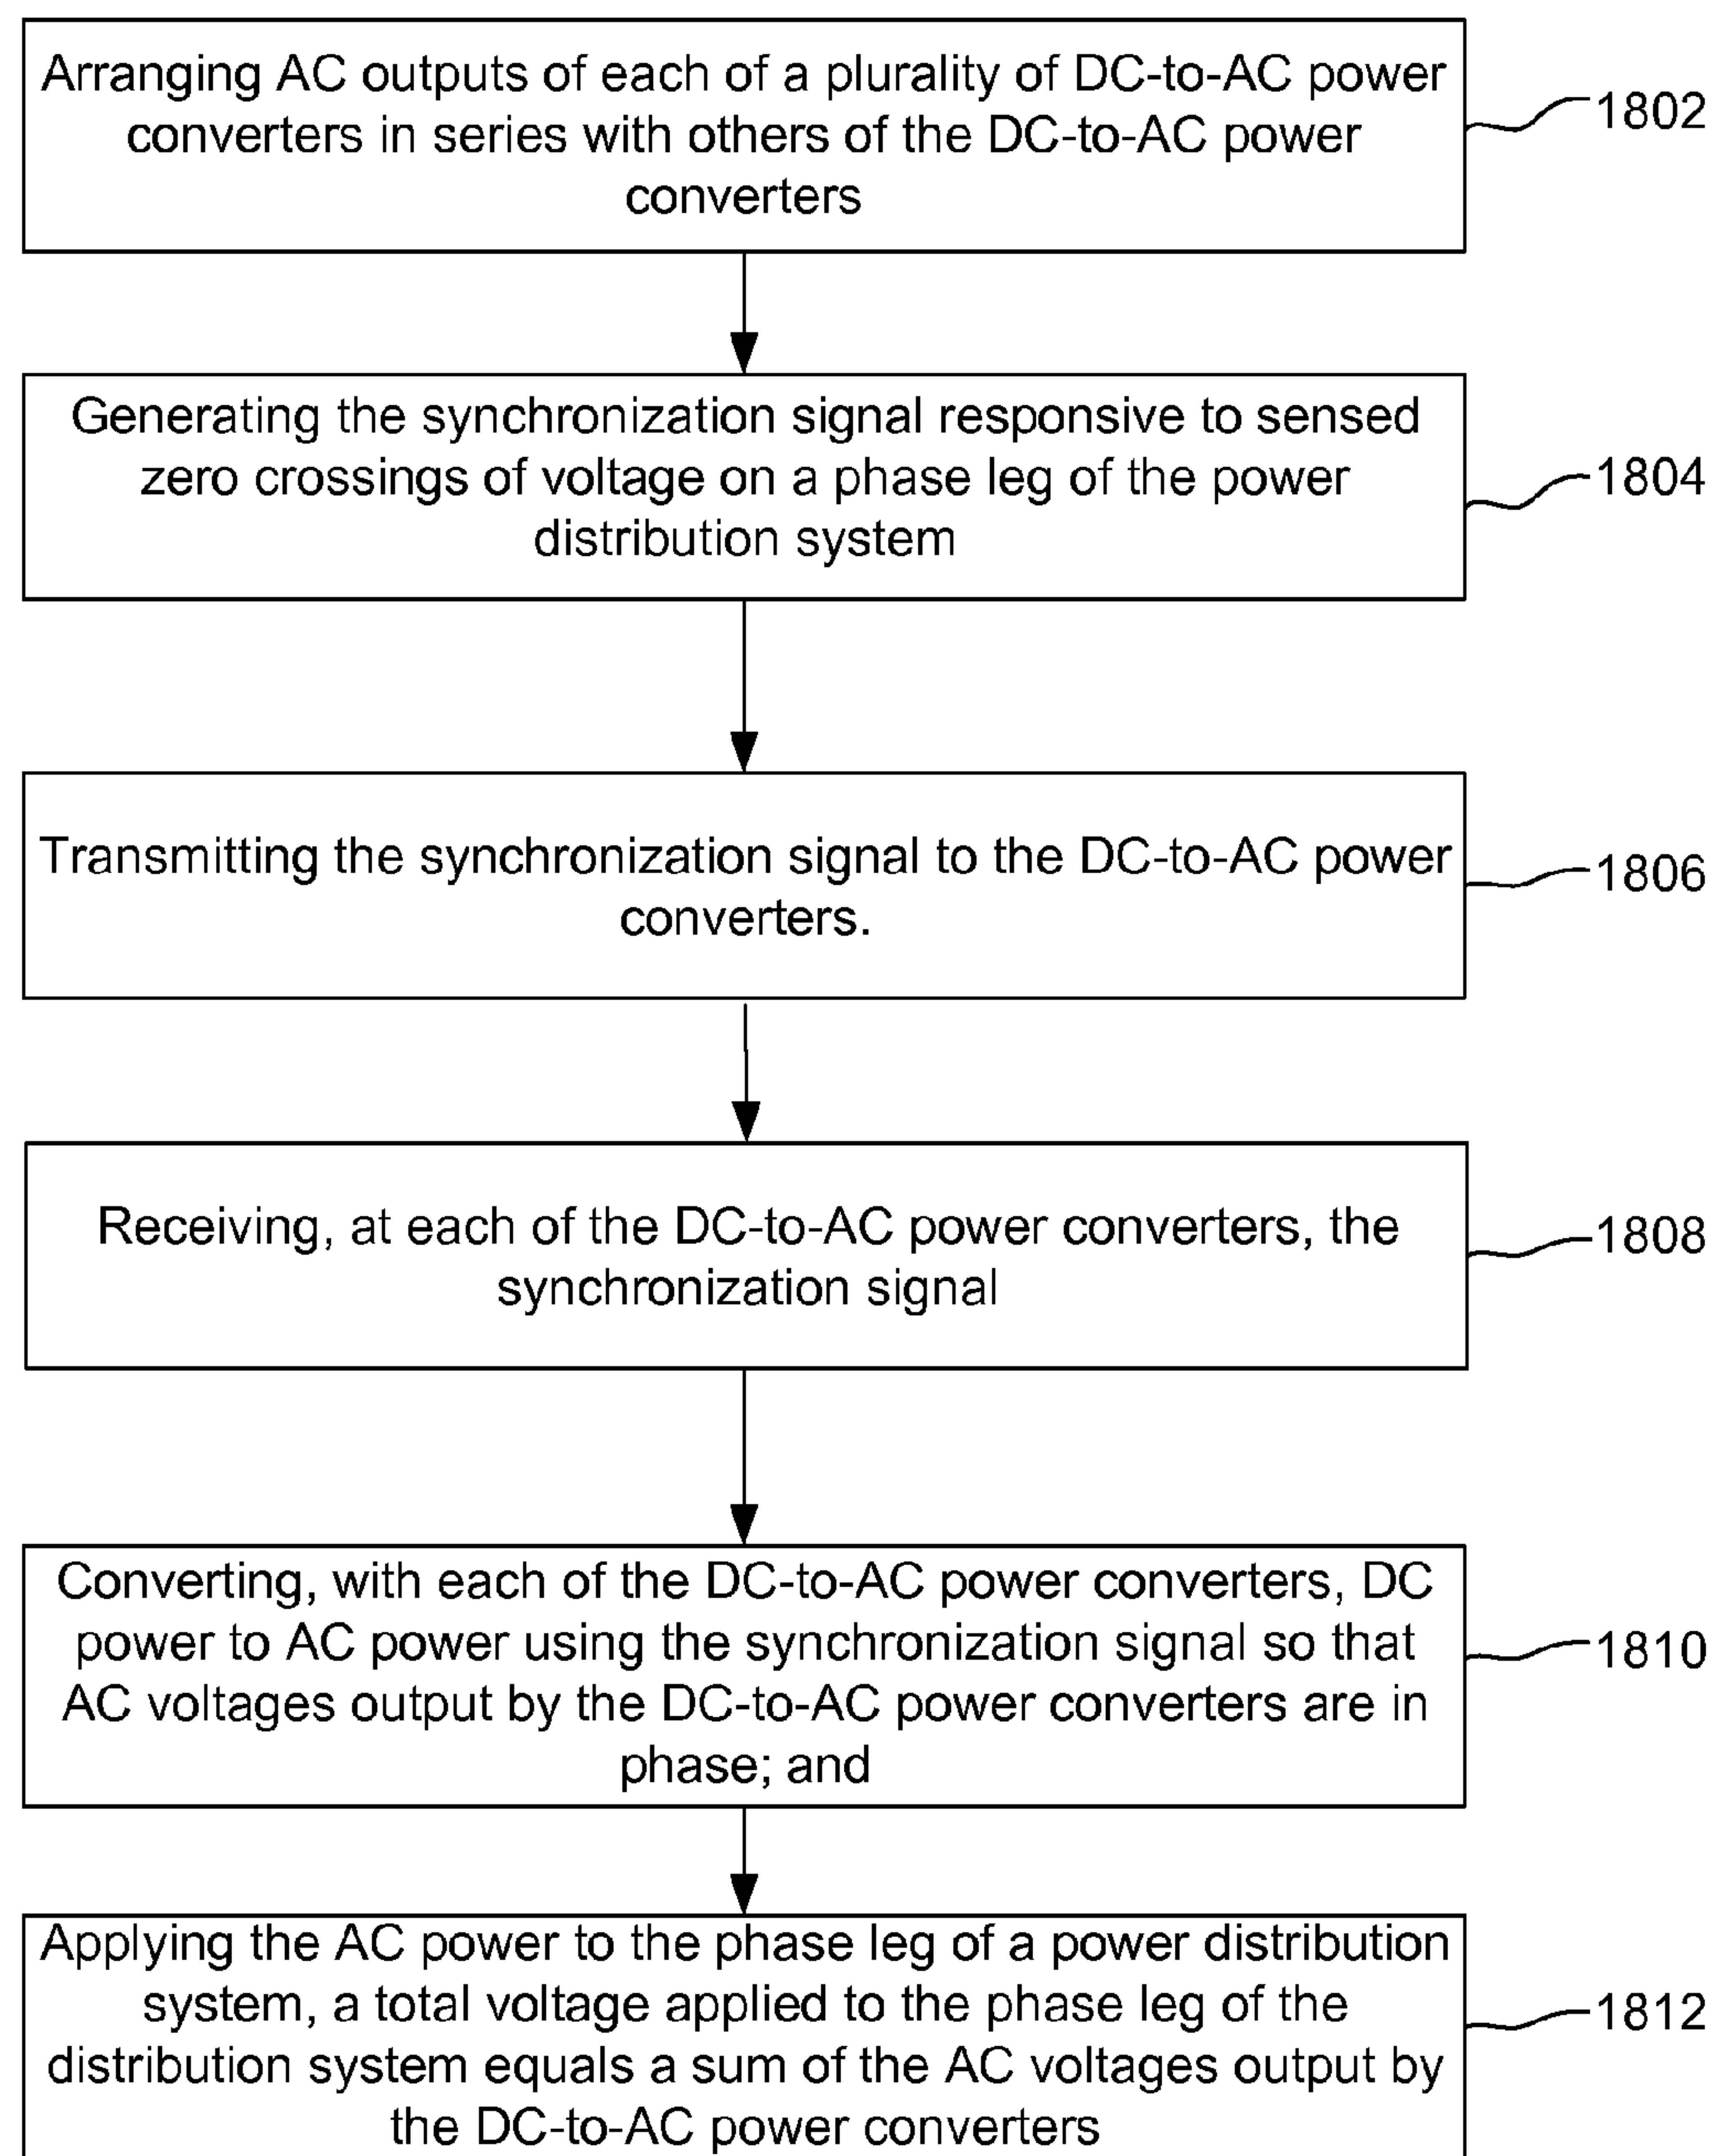 Arranging AC outputs of each of a plurality of DC-to-AC power
converters in series with others of the DC-to-AC power
converters
1802
Generating the synchronization signal responsive to sensed
zero crossings of voltage on a phase leg of the power
distribution system
1804
Transmitting the synchronization signal to the DC-to-AC power
converters.
1806
Receiving, at each of the DC-to-AC power converters, the
synchronization signal
1808
Converting, with each of the DC-to-AC power converters, DC
power to AC power using the synchronization signal so that
AC voltages output by the DC-to-AC power converters are in
phase; and
1810
Applying the AC power to the phase leg of a power distribution
system, a total voltage applied to the phase leg of the
distribution system equals a sum of the AC voltages output by
the DC-to-AC power converters
1812